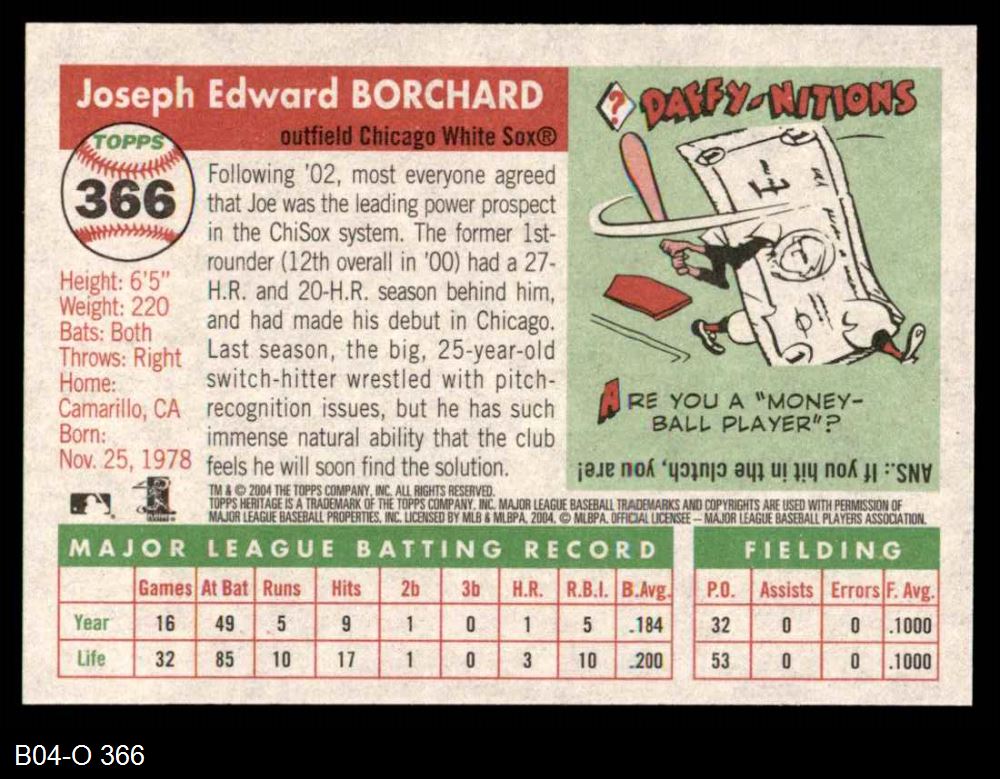 Joseph Edward BORCHARD
outfield Chicago White Sox®
TOPPS
366
Height: 6'5"
Weight: 220
Bats: Both
Throws: Right
Home:
Camarillo, CA
Born:
Nov. 25, 1978
Following '02, most everyone agreed
that Joe was the leading power prospect
in the ChiSox system. The former 1st-
rounder (12th overall in '00) had a 27-
H.R. and 20-H.R. season behind him,
and had made his debut in Chicago.
Last season, the big, 25-year-old
switch-hitter wrestled with pitch-
recognition issues, but he has such
immense natural ability that the club
feels he will soon find the solution.
?
DAFFY-NITIONS
ARE YOU A "MONEY-
BALL PLAYER"?
ANS.: If you hit in the clutch, you are!
TM & © 2004 THE TOPPS COMPANY, INC. ALL RIGHTS RESERVED.
TOPPS HERITAGE IS A TRADEMARK OF THE TOPPS COMPANY, INC. MAJOR LEAGUE BASEBALL TRADEMARKS AND COPYRIGHTS ARE USED WITH PERMISSION OF
MAJOR LEAGUE BASEBALL PROPERTIES, INC. LICENSED BY MLB & MLBPA, 2004. © MLBPA. OFFICIAL LICENSEE – MAJOR LEAGUE BASEBALL PLAYERS ASSOCIATION.
MAJOR LEAGUE BATTING RECORD FIELDING
Games At Bat Runs Hits 2b 3b H.R. R.B.I. B.Avg. P.O. Assists Errors F. Avg.
Year 16 49 5 9 1 0 1 5 .184 32 0 0 .1000
Life 32 85 10 17 1 0 3 10 .200 53 0 0 .1000
B04-O 366